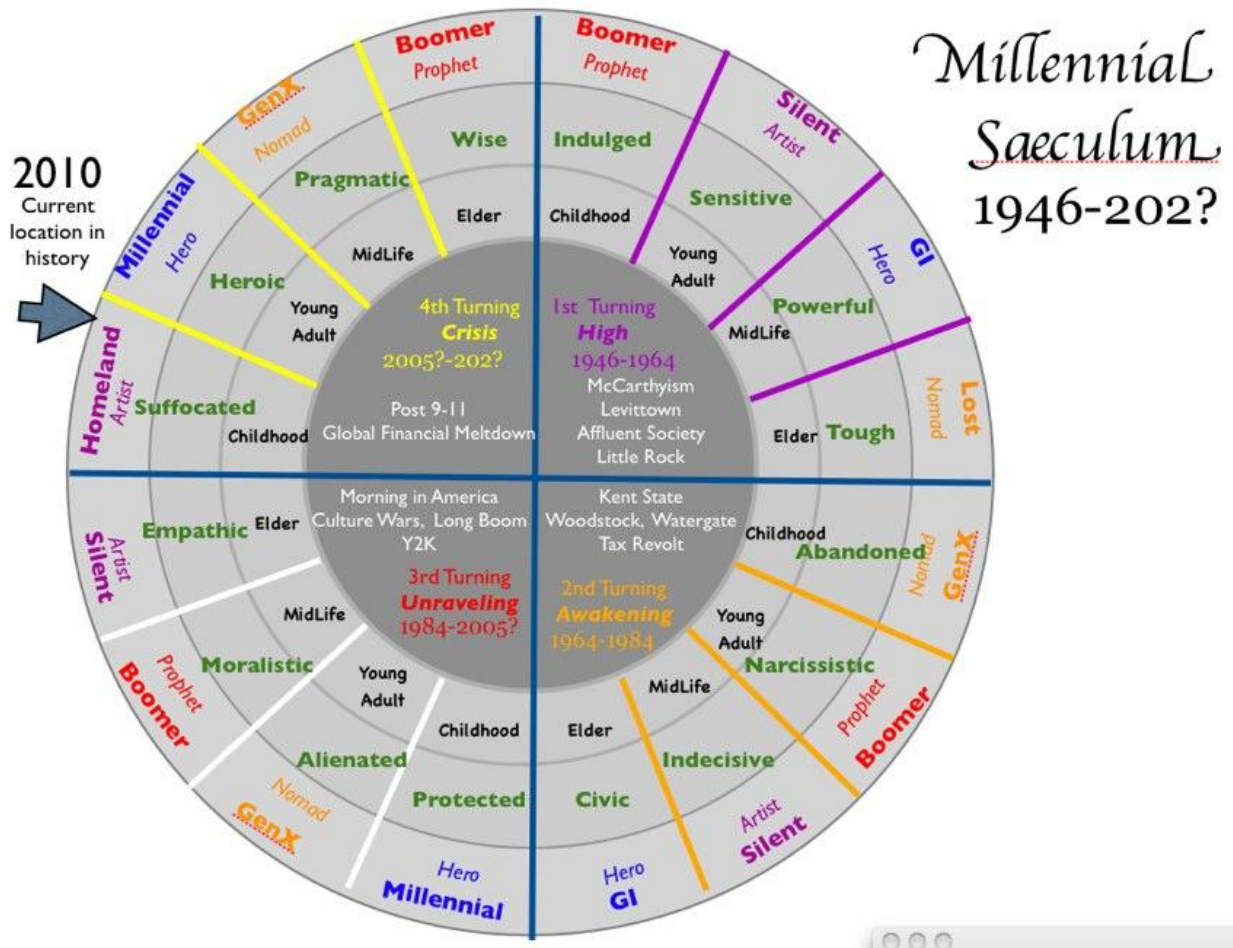 Millennial
Saeculum
1946-202?
2010
Current
location in
history
Boomer
Prophet
Indulged
Childhood
Silent
Artist
Sensitive
Young
Adult
GI
Hero
Powerful
MidLife
Lost
Nomad
Tough
Elder
1st Turning
High
1946-1964
McCarthyism
Levittown
Affluent Society
Little Rock
GenX
Nomad
Abandoned
Childhood
Boomer
Prophet
Narcissistic
Young
Adult
Silent
Artist
Indecisive
MidLife
GI
Hero
Civic
Elder
Kent State
Woodstock, Watergate
Tax Revolt
2nd Turning
Awakening
1964-1984
Millennial
Hero
Protected
Childhood
GenX
Nomad
Alienated
Young
Adult
Boomer
Prophet
Moralistic
MidLife
Silent
Artist
Empathic
Elder
Morning in America
Culture Wars, Long Boom
Y2K
3rd Turning
Unraveling
1984-2005?
Homeland
Artist
Suffocated
Childhood
Millennial
Hero
Heroic
Young
Adult
GenX
Nomad
Pragmatic
MidLife
Boomer
Prophet
Wise
Elder
4th Turning
Crisis
2005?-202?
Post 9-11
Global Financial Meltdown